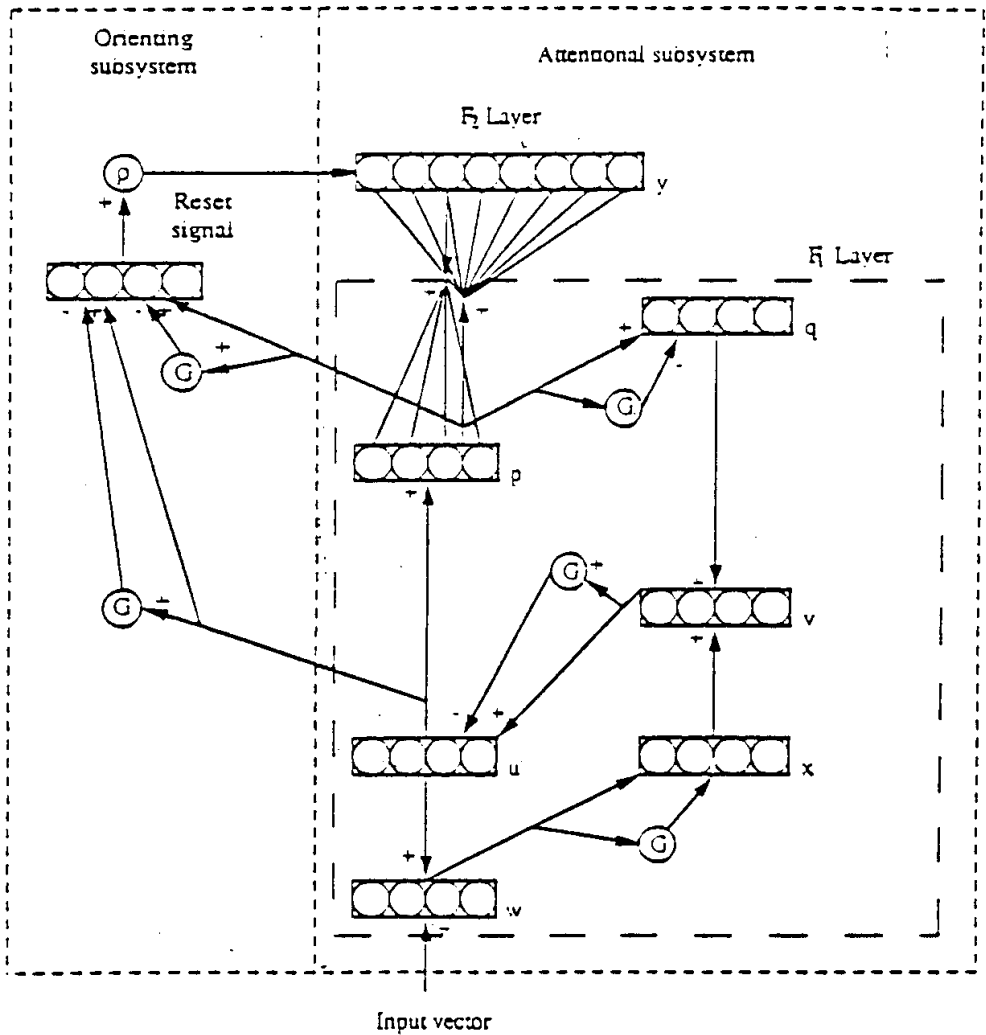 Orienting
subsystem
Attentional subsystem
F₂ Layer
ρ
y
+
Reset
signal
F₁ Layer
- + - +
- +
+
q
+
G
-
G
p
+
G +
+
v
G +
+
- +
u
x
+
G
w
-
Input vector